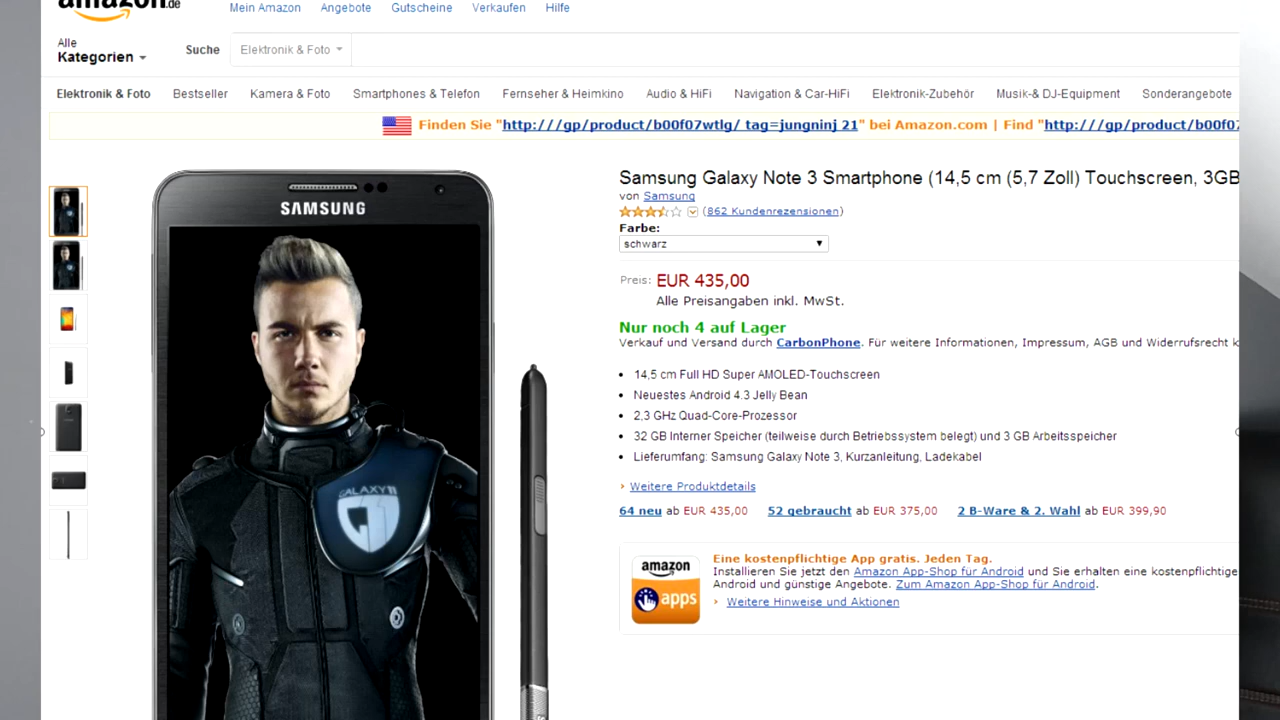 amazon.de
Mein Amazon Angebote Gutscheine Verkaufen Hilfe
Alle
Kategorien
Suche
Elektronik & Foto
Elektronik & Foto Bestseller Kamera & Foto Smartphones & Telefon Fernseher & Heimkino Audio & HiFi Navigation & Car-HiFi Elektronik-Zubehör Musik-& DJ-Equipment Sonderangebote
Finden Sie "http:///gp/product/b00f07wtlg/ tag=jungninj 21" bei Amazon.com | Find "http:///gp/product/b00f07
SAMSUNG
GALAXY 11
Samsung Galaxy Note 3 Smartphone (14,5 cm (5,7 Zoll) Touchscreen, 3GB
von Samsung
(862 Kundenrezensionen)
Farbe:
schwarz
Preis: EUR 435,00
Alle Preisangaben inkl. MwSt.
Nur noch 4 auf Lager
Verkauf und Versand durch CarbonPhone. Für weitere Informationen, Impressum, AGB und Widerrufsrecht k
14,5 cm Full HD Super AMOLED-Touchscreen
Neuestes Android 4.3 Jelly Bean
2,3 GHz Quad-Core-Prozessor
32 GB Interner Speicher (teilweise durch Betriebssystem belegt) und 3 GB Arbeitsspeicher
Lieferumfang: Samsung Galaxy Note 3, Kurzanleitung, Ladekabel
Weitere Produktdetails
64 neu ab EUR 435,00 52 gebraucht ab EUR 375,00 2 B-Ware & 2. Wahl ab EUR 399,90
amazon
apps
Eine kostenpflichtige App gratis. Jeden Tag.
Installieren Sie jetzt den Amazon App-Shop für Android und Sie erhalten eine kostenpflichtige
Android und günstige Angebote. Zum Amazon App-Shop für Android.
Weitere Hinweise und Aktionen